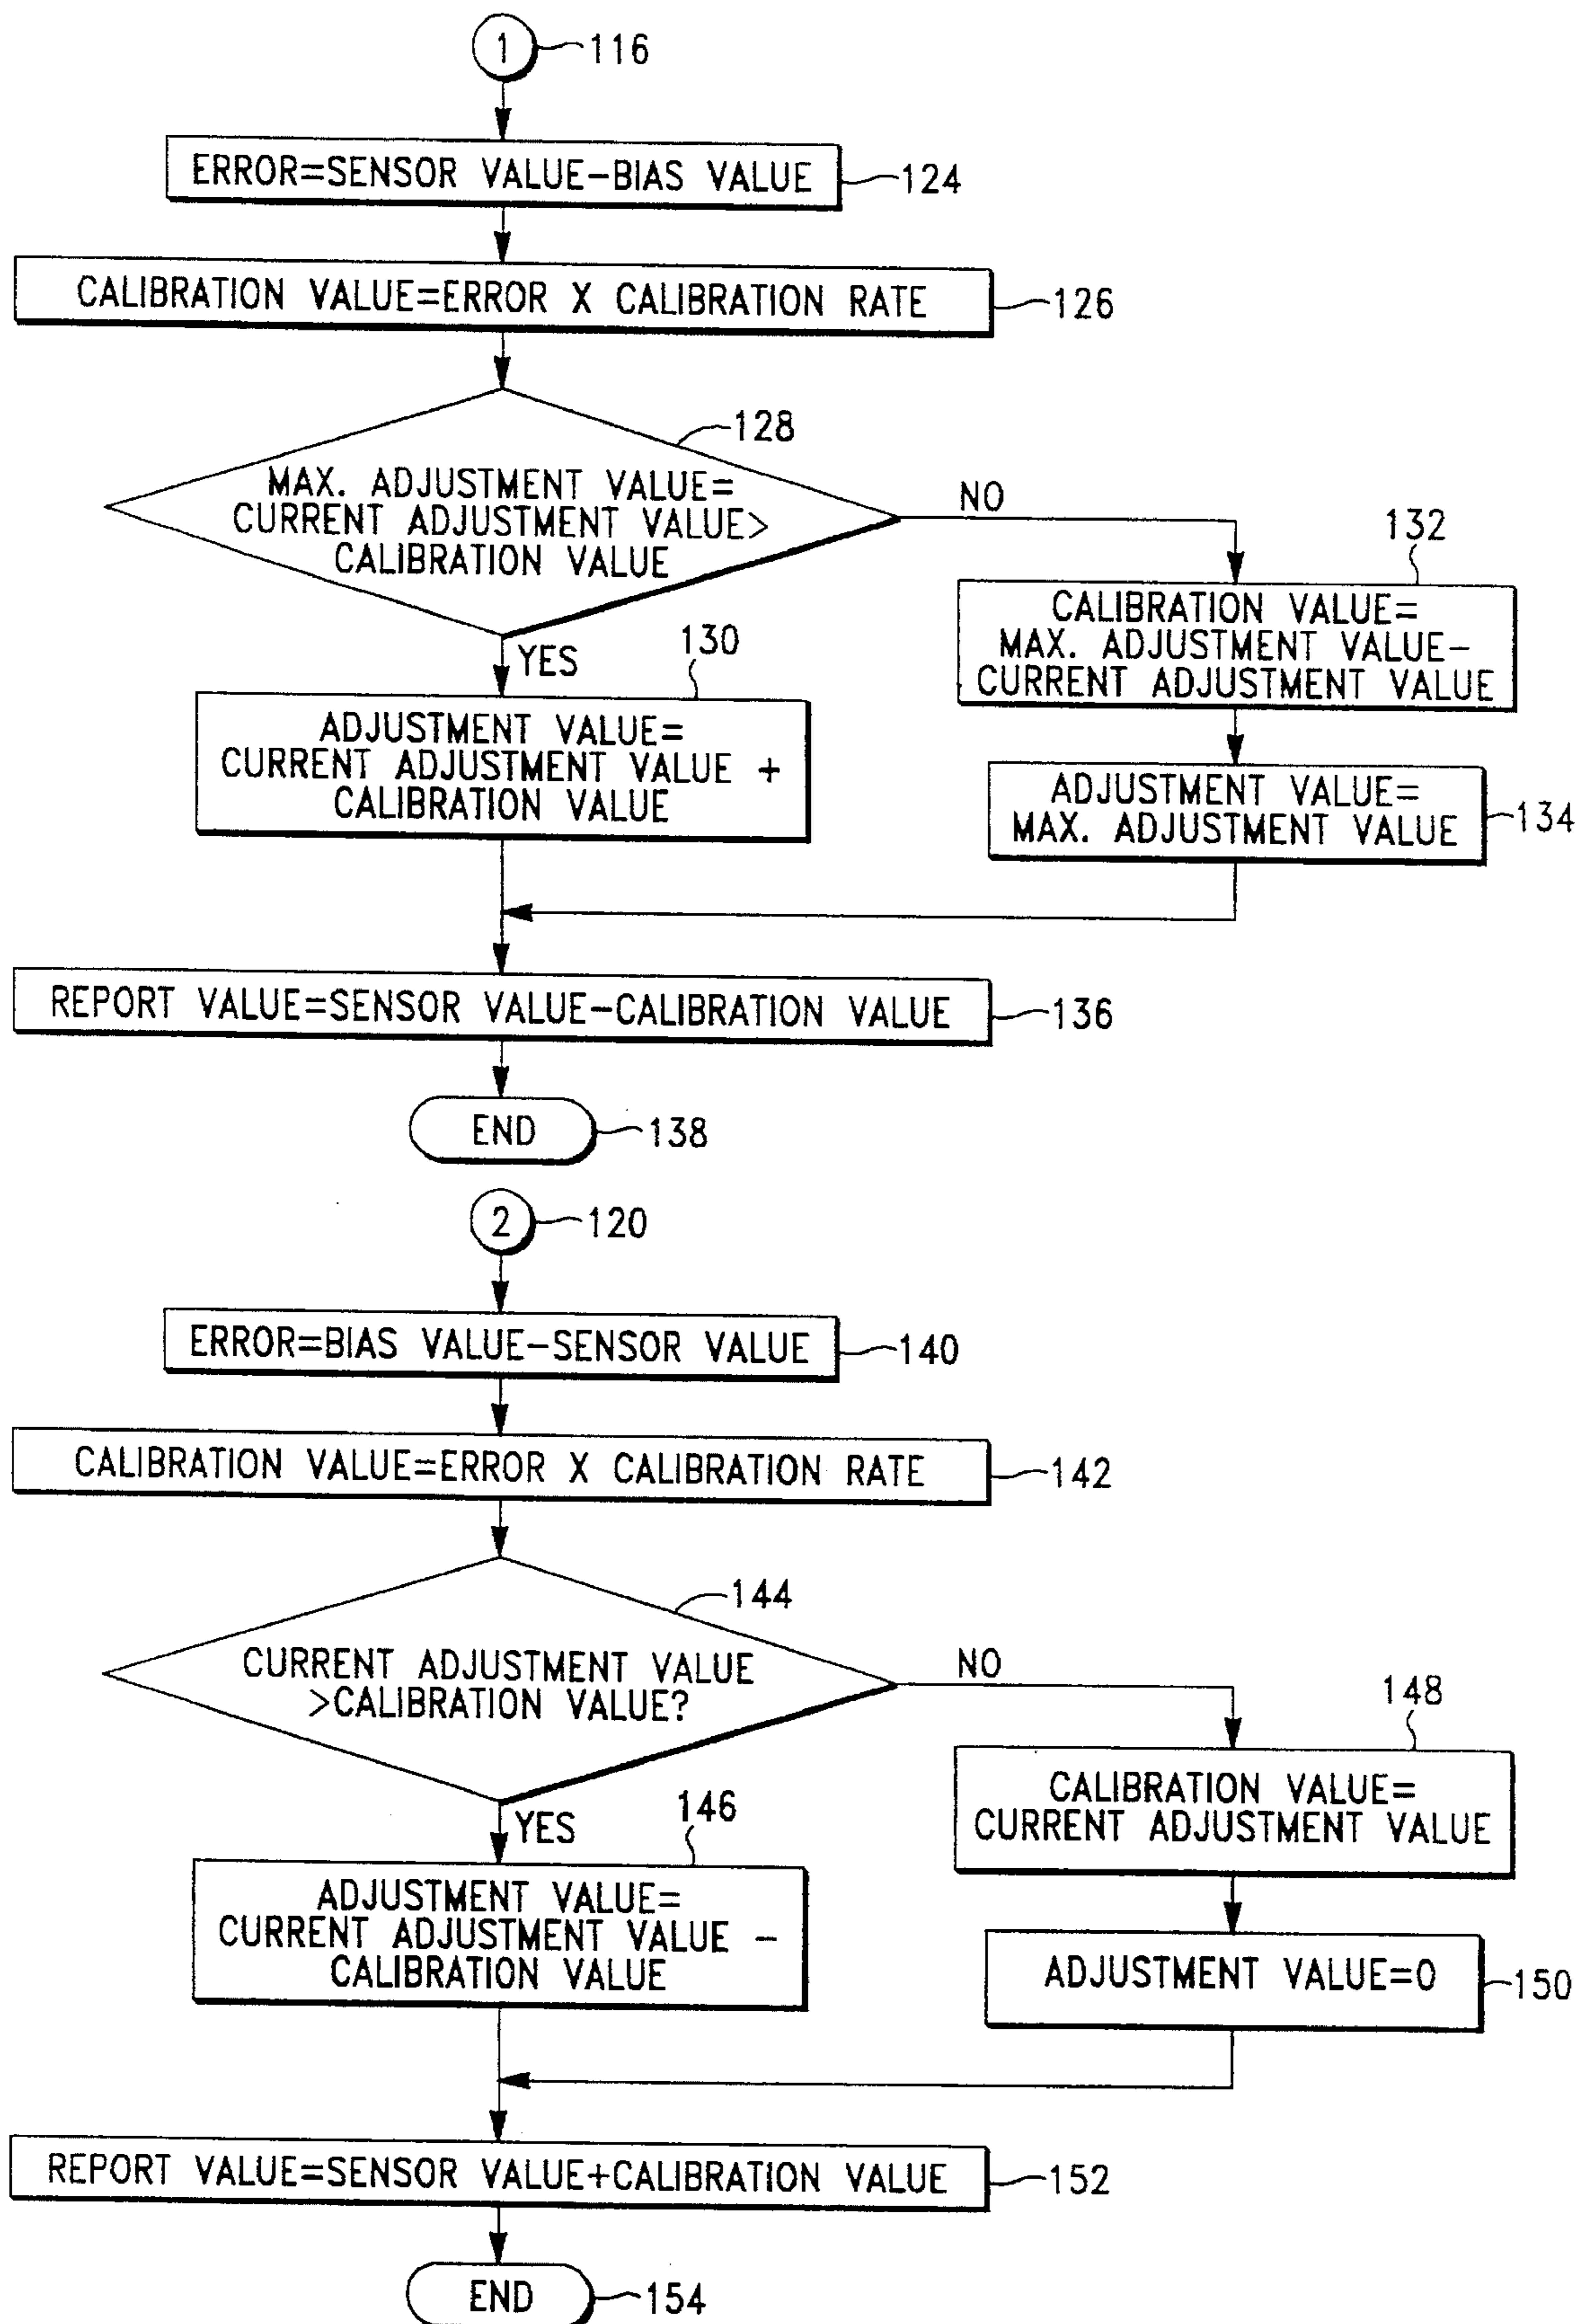 1
116
ERROR=SENSOR VALUE-BIAS VALUE
124
CALIBRATION VALUE=ERROR X CALIBRATION RATE
126
128
MAX. ADJUSTMENT VALUE=
CURRENT ADJUSTMENT VALUE>
CALIBRATION VALUE
NO
132
CALIBRATION VALUE=
MAX. ADJUSTMENT VALUE-
CURRENT ADJUSTMENT VALUE
YES
130
ADJUSTMENT VALUE=
CURRENT ADJUSTMENT VALUE +
CALIBRATION VALUE
ADJUSTMENT VALUE=
MAX. ADJUSTMENT VALUE
134
REPORT VALUE=SENSOR VALUE-CALIBRATION VALUE
136
END
138
2
120
ERROR=BIAS VALUE-SENSOR VALUE
140
CALIBRATION VALUE=ERROR X CALIBRATION RATE
142
144
CURRENT ADJUSTMENT VALUE
>CALIBRATION VALUE?
NO
148
CALIBRATION VALUE=
CURRENT ADJUSTMENT VALUE
YES
146
ADJUSTMENT VALUE=
CURRENT ADJUSTMENT VALUE -
CALIBRATION VALUE
ADJUSTMENT VALUE=0
150
REPORT VALUE=SENSOR VALUE+CALIBRATION VALUE
152
END
154